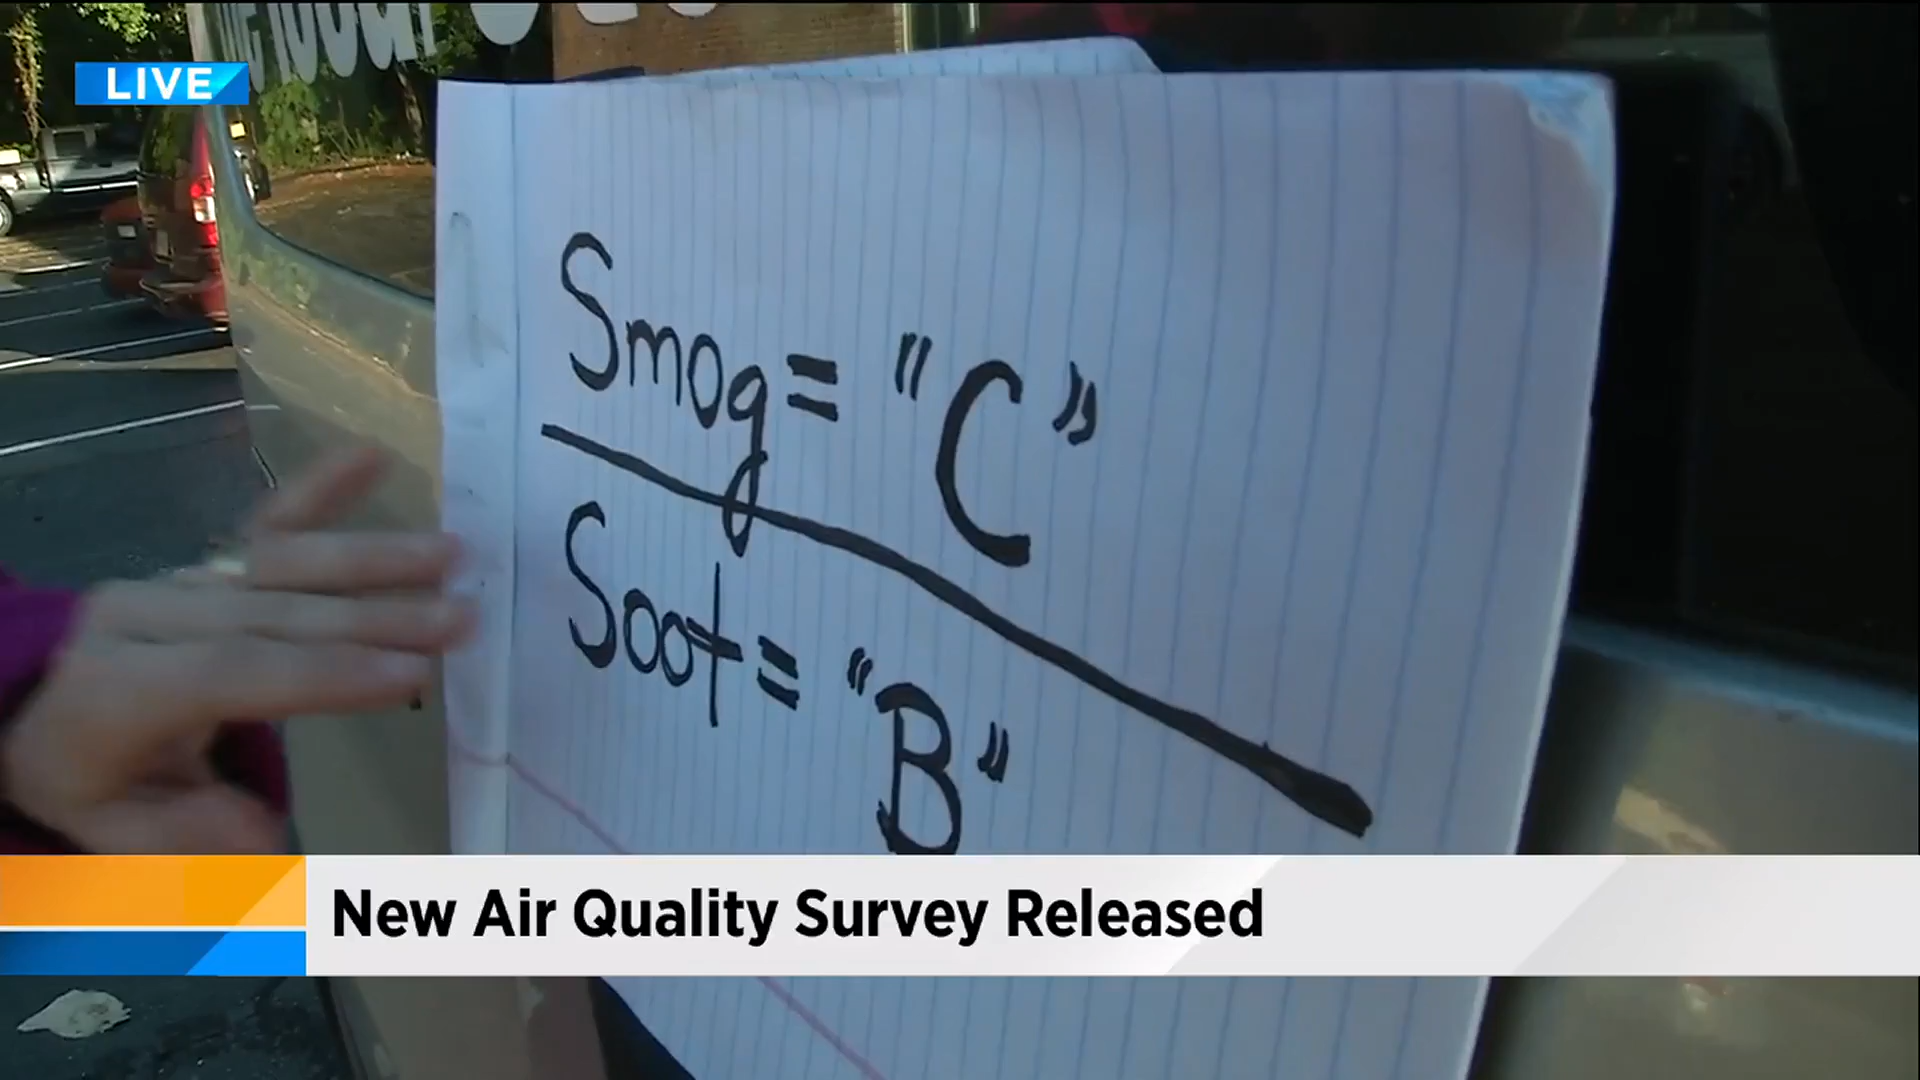 LIVE
Smog = "C"
Soot = "B"
New Air Quality Survey Released